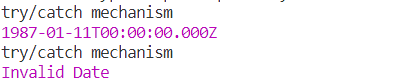 try/catch mechanism
1987-01-11T00:00:00.000Z
try/catch mechanism
Invalid Date